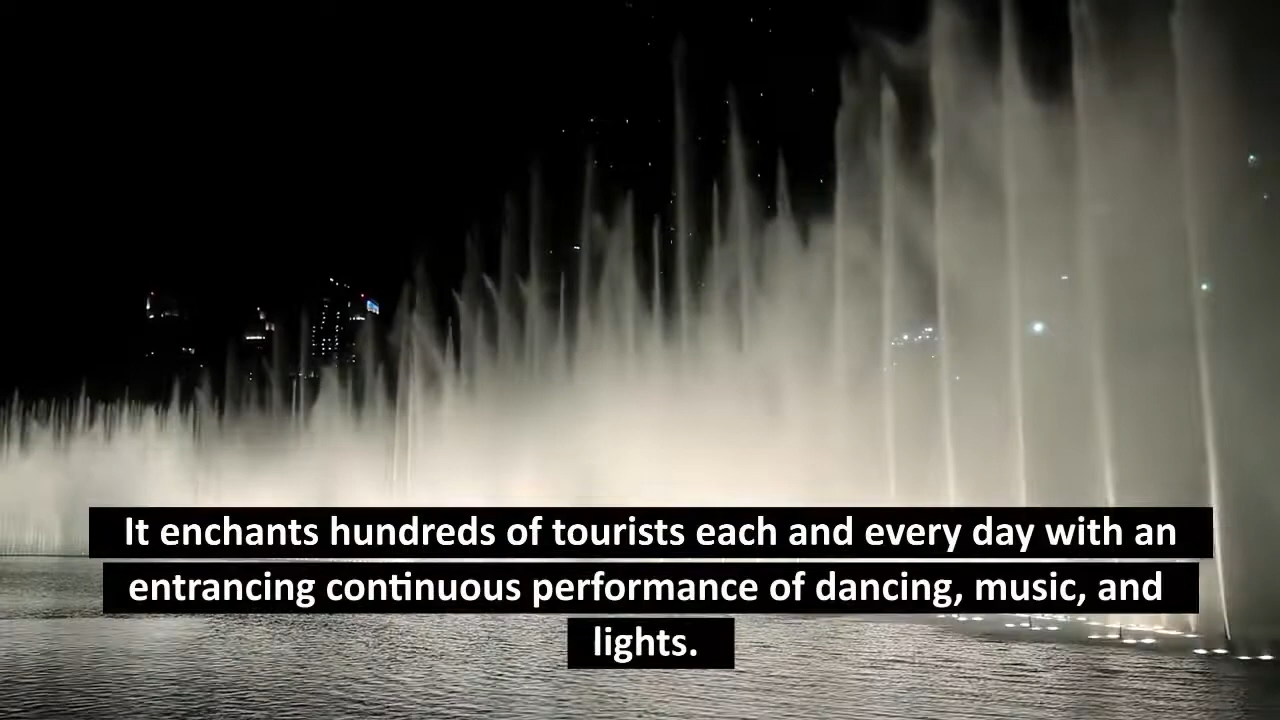 It enchants hundreds of tourists each and every day with an
entrancing continuous performance of dancing, music, and
lights.